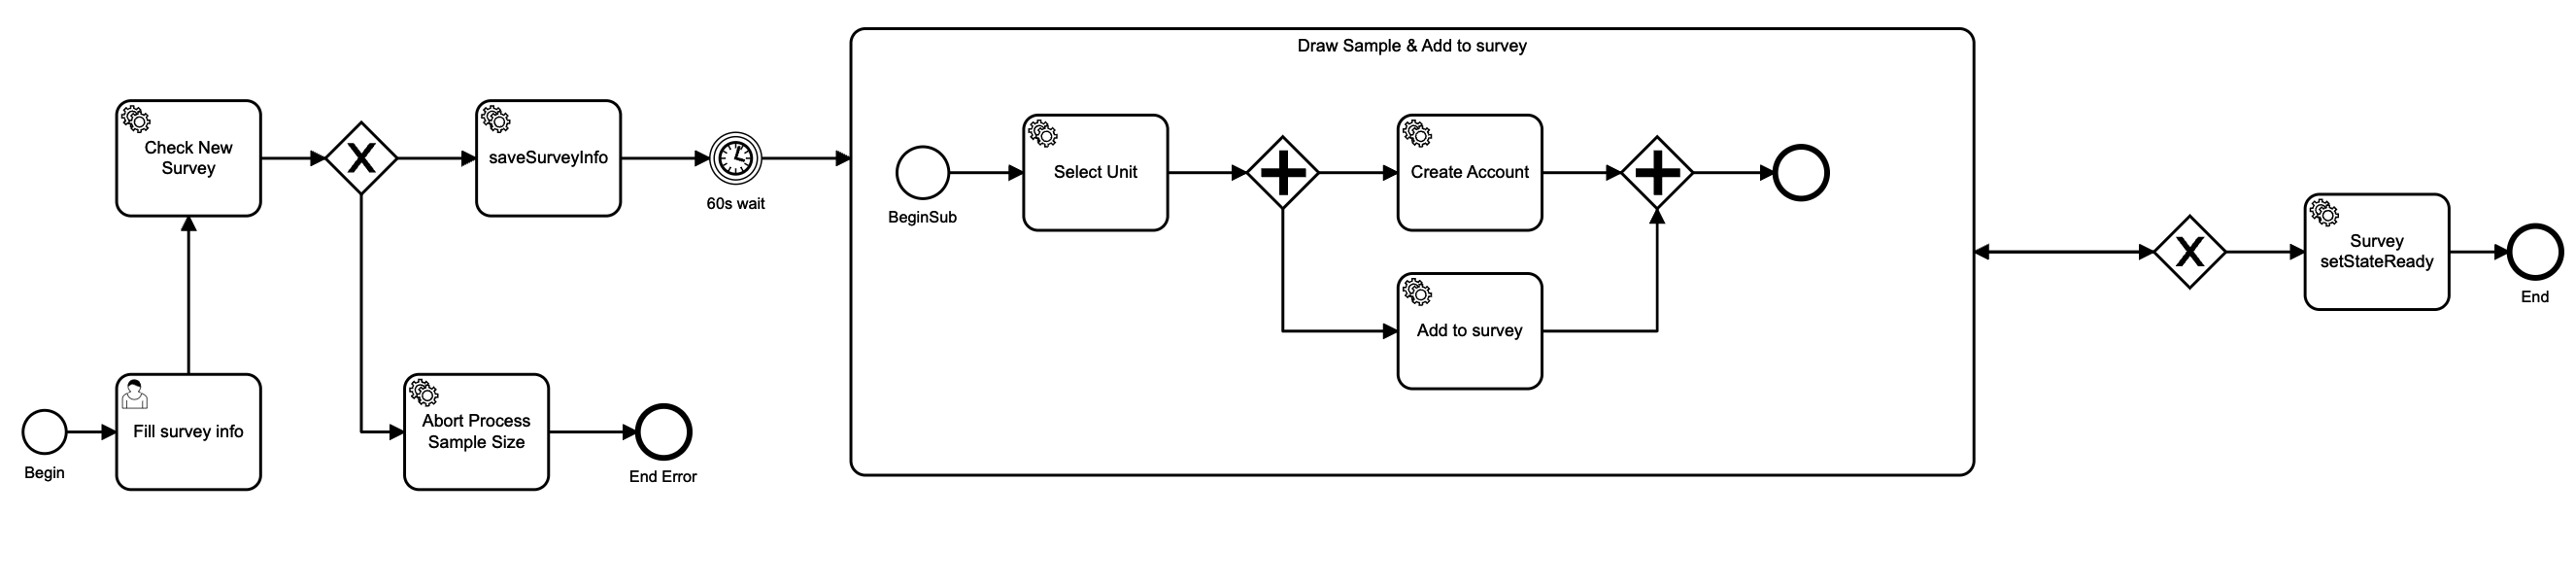 Draw Sample & Add to survey
Check New
Survey
saveSurveyInfo
60s wait
BeginSub
Select Unit
Create Account
Add to survey
Survey
setStateReady
End
Begin
Fill survey info
Abort Process
Sample Size
End Error